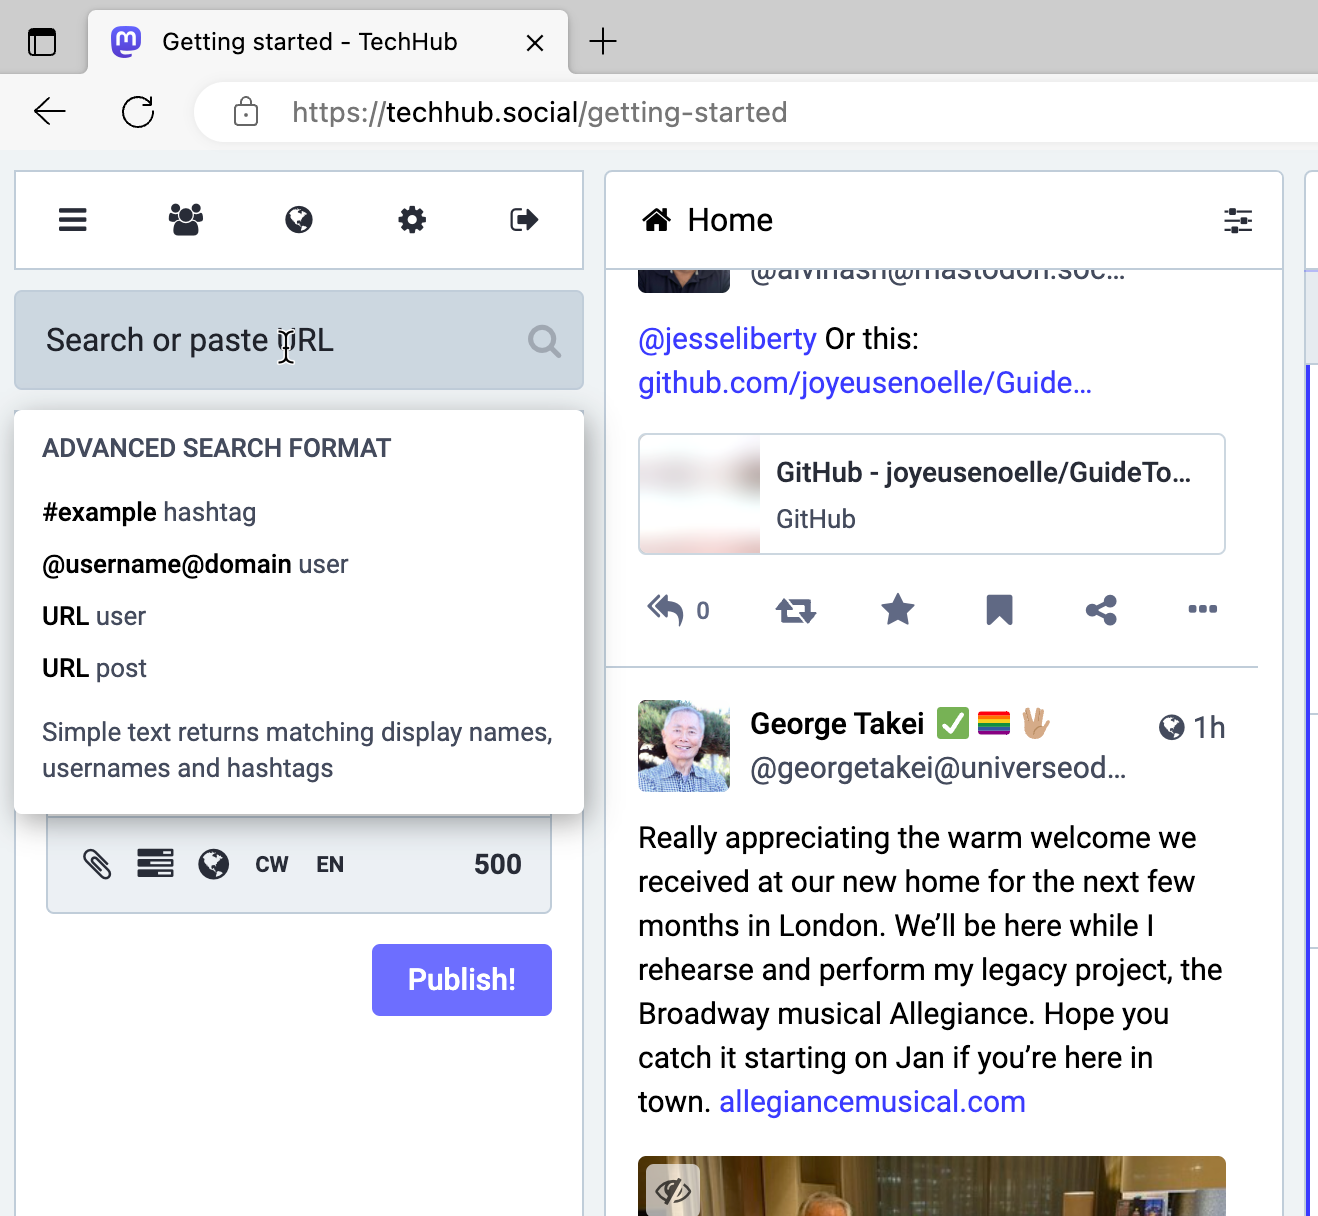 Getting started - TechHub
https://techhub.social/getting-started
Search or paste URL
ADVANCED SEARCH FORMAT
#example hashtag
@username@domain user
URL user
URL post
Simple text returns matching display names,
usernames and hashtags
CW EN 500
Publish!
Home
@avinash@mastodon.soc...
@jesseliberty Or this:
github.com/joyeusenoelle/Guide...
GitHub - joyeusenoelle/GuideTo...
GitHub
0
George Takei ✅ 🏳️‍🌈 🖖🏼 1h
@georgetakei@universeod...
Really appreciating the warm welcome we
received at our new home for the next few
months in London. We’ll be here while I
rehearse and perform my legacy project, the
Broadway musical Allegiance. Hope you
catch it starting on Jan if you’re here in
town. allegiancemusical.com